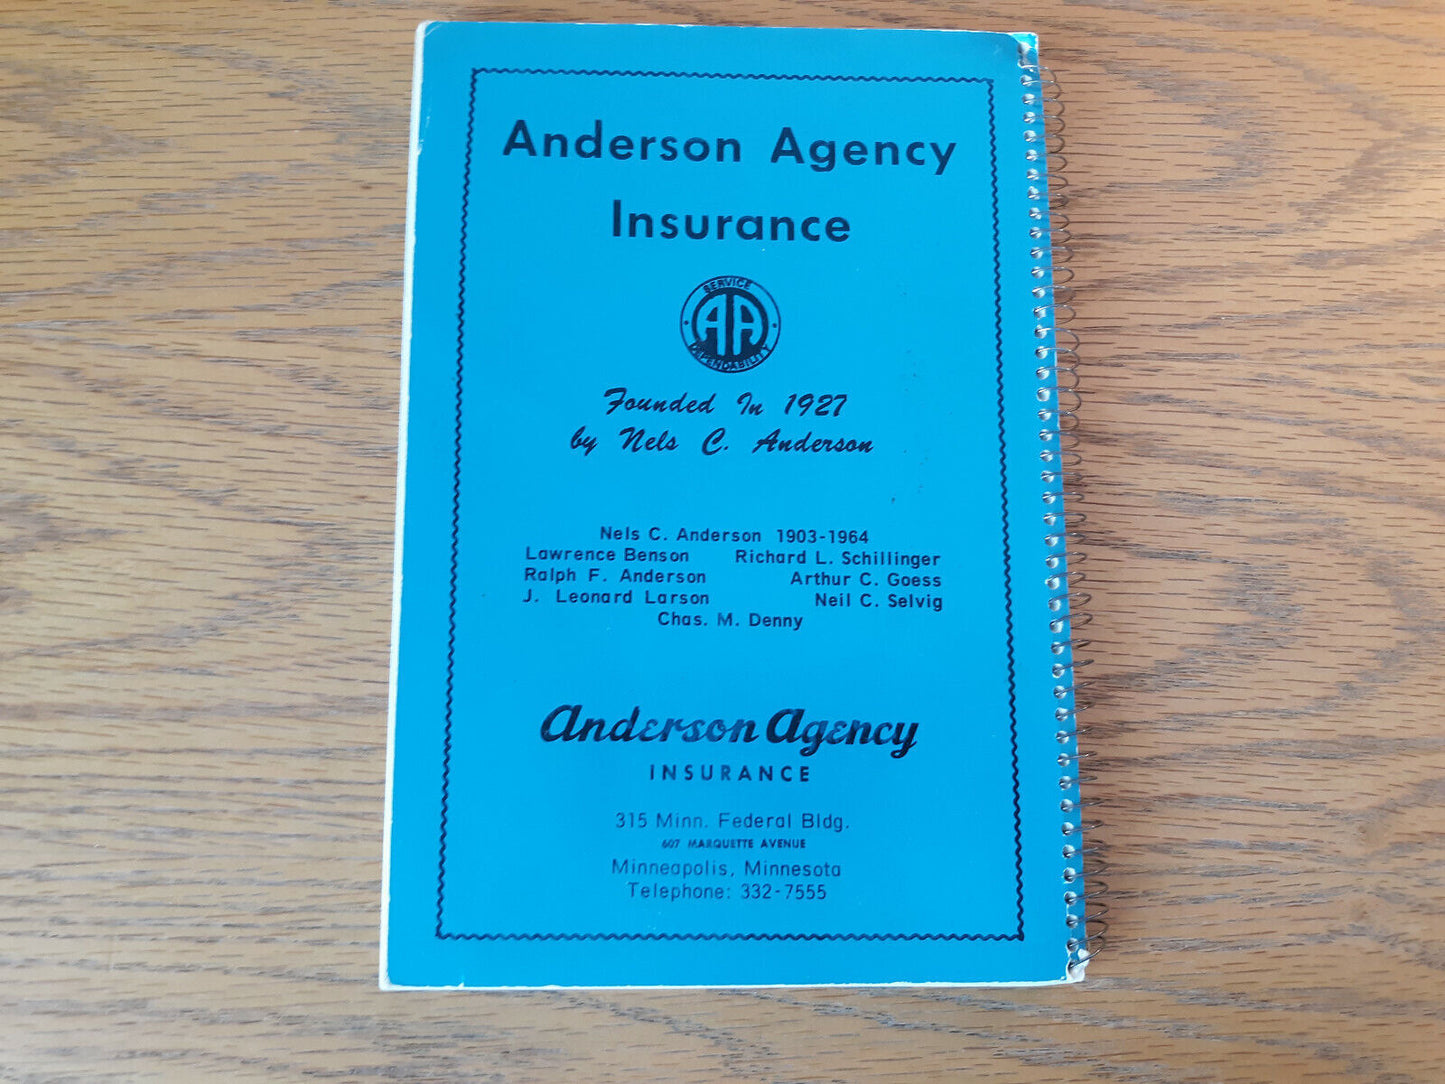 Anderson Agency
Insurance
SERVICE
AA
DEPENDABILITY
Founded In 1927
by Nels C. Anderson
Nels C. Anderson 1903-1964
Lawrence Benson Richard L. Schillinger
Ralph F. Anderson Arthur C. Goess
J. Leonard Larson Neil C. Selvig
Chas. M. Denny
Anderson Agency
INSURANCE
315 Minn. Federal Bldg.
607 MARQUETTE AVENUE
Minneapolis, Minnesota
Telephone: 332-7555